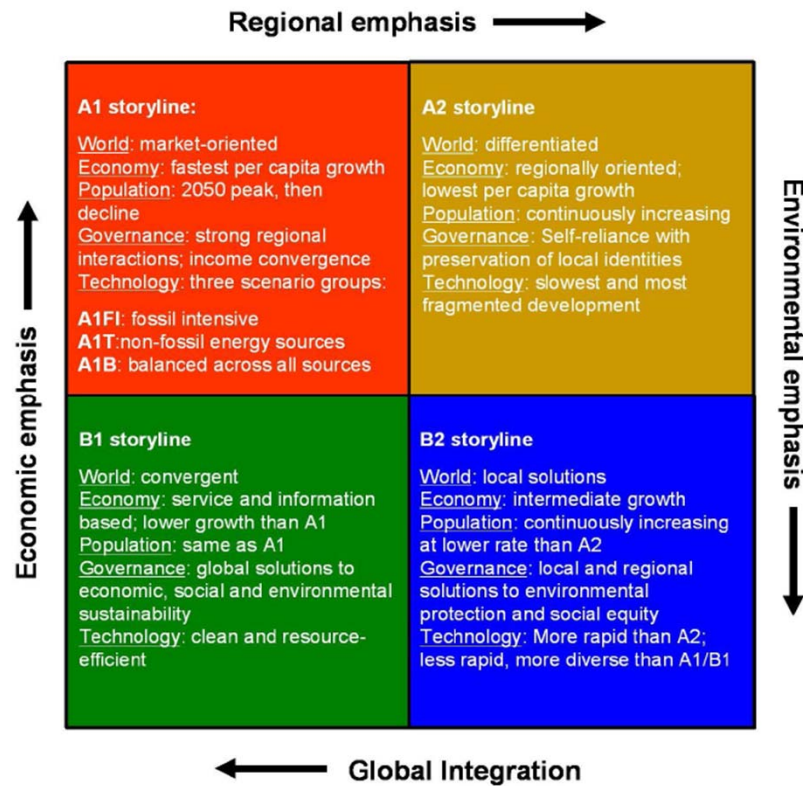 Regional emphasis
A1 storyline:
World: market-oriented
Economy: fastest per capita growth
Population: 2050 peak, then
decline
Governance: strong regional
interactions; income convergence
Technology: three scenario groups:
A1FI: fossil intensive
A1T:non-fossil energy sources
A1B: balanced across all sources
A2 storyline
World: differentiated
Economy: regionally oriented;
lowest per capita growth
Population: continuously increasing
Governance: Self-reliance with
preservation of local identities
Technology: slowest and most
fragmented development
Economic emphasis
Environmental emphasis
B1 storyline
World: convergent
Economy: service and information
based; lower growth than A1
Population: same as A1
Governance: global solutions to
economic, social and environmental
sustainability
Technology: clean and resource-
efficient
B2 storyline
World: local solutions
Economy: intermediate growth
Population: continuously increasing
at lower rate than A2
Governance: local and regional
solutions to environmental
protection and social equity
Technology: More rapid than A2;
less rapid, more diverse than A1/B1
Global Integration